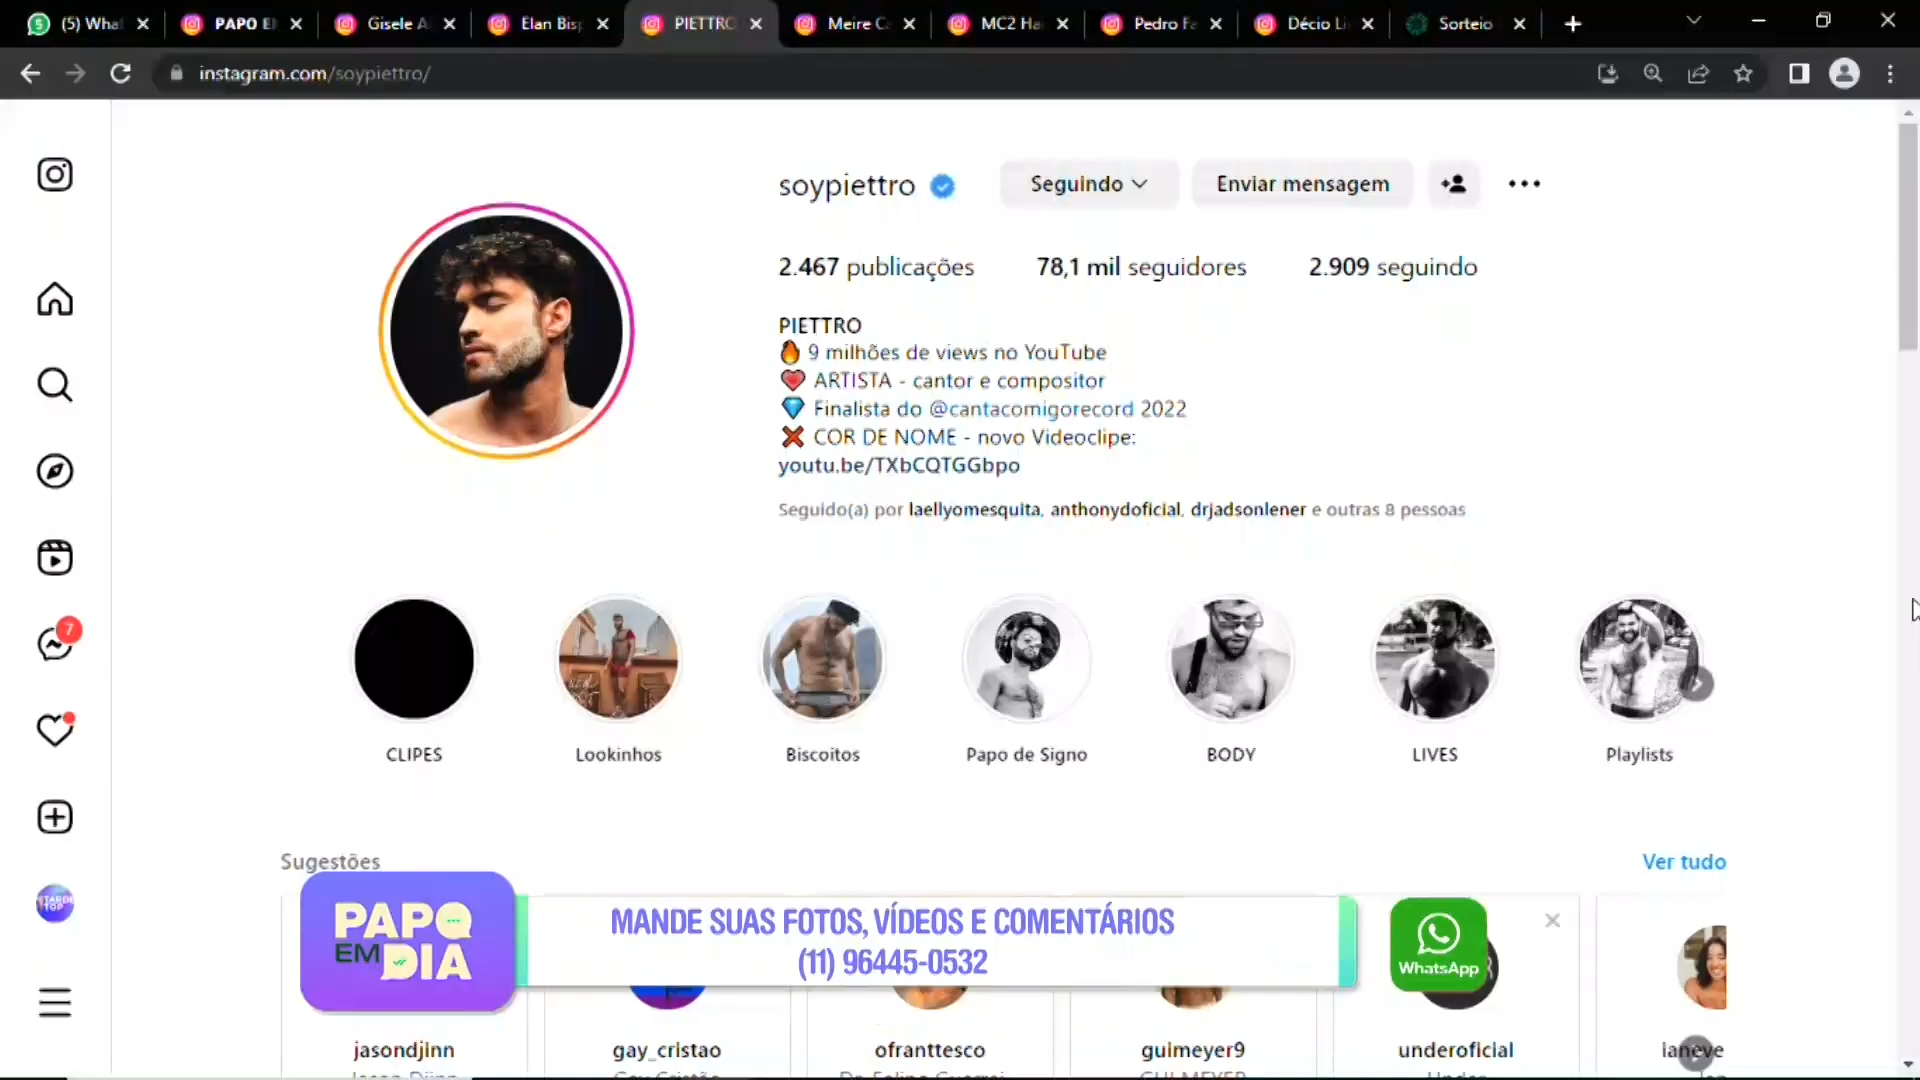 (5) Wha
PAPO E
Gisele A
Elan Bis
PIETTRO
Meire C
MC2 Ha
Pedro Fa
Décio Li
Sorteio
instagram.com/soypiettro/
soypiettro
Seguindo
Enviar mensagem
2.467 publicações
78,1 mil seguidores
2.909 seguindo
PIETTRO
🔥 9 milhões de views no YouTube
❤️ ARTISTA - cantor e compositor
💎 Finalista do @cantacomigorecord 2022
❌ COR DE NOME - novo Videoclipe:
youtu.be/TXbCQTGGbpo
Seguido(a) por laellyomesquita, anthonydoficial, drjadsonlener e outras 8 pessoas
7
CLIPES
Lookinhos
Biscoitos
Papo de Signo
BODY
LIVES
Playlists
Sugestões
Ver tudo
PAPO
EM DIA
MANDE SUAS FOTOS, VÍDEOS E COMENTÁRIOS
(11) 96445-0532
WhatsApp
jasondjinn
gay_cristao
ofranttesco
guimeyer9
underoficial